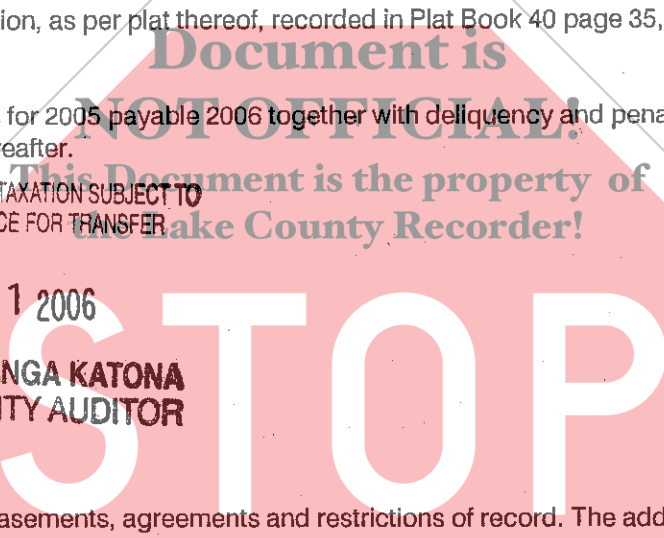 ion, as per plat thereof, recorded in Plat Book 40 page 35,
Document is
for 2005 payable 2006 together with deliquency and pena
NOT OFFICIAL!
eafter.
This Document is the property of
TAXATION SUBJECT TO
CE FOR TRANSFER
the Lake County Recorder!
1 2006
STOP
NGA KATONA
TY AUDITOR
asements, agreements and restrictions of record. The add